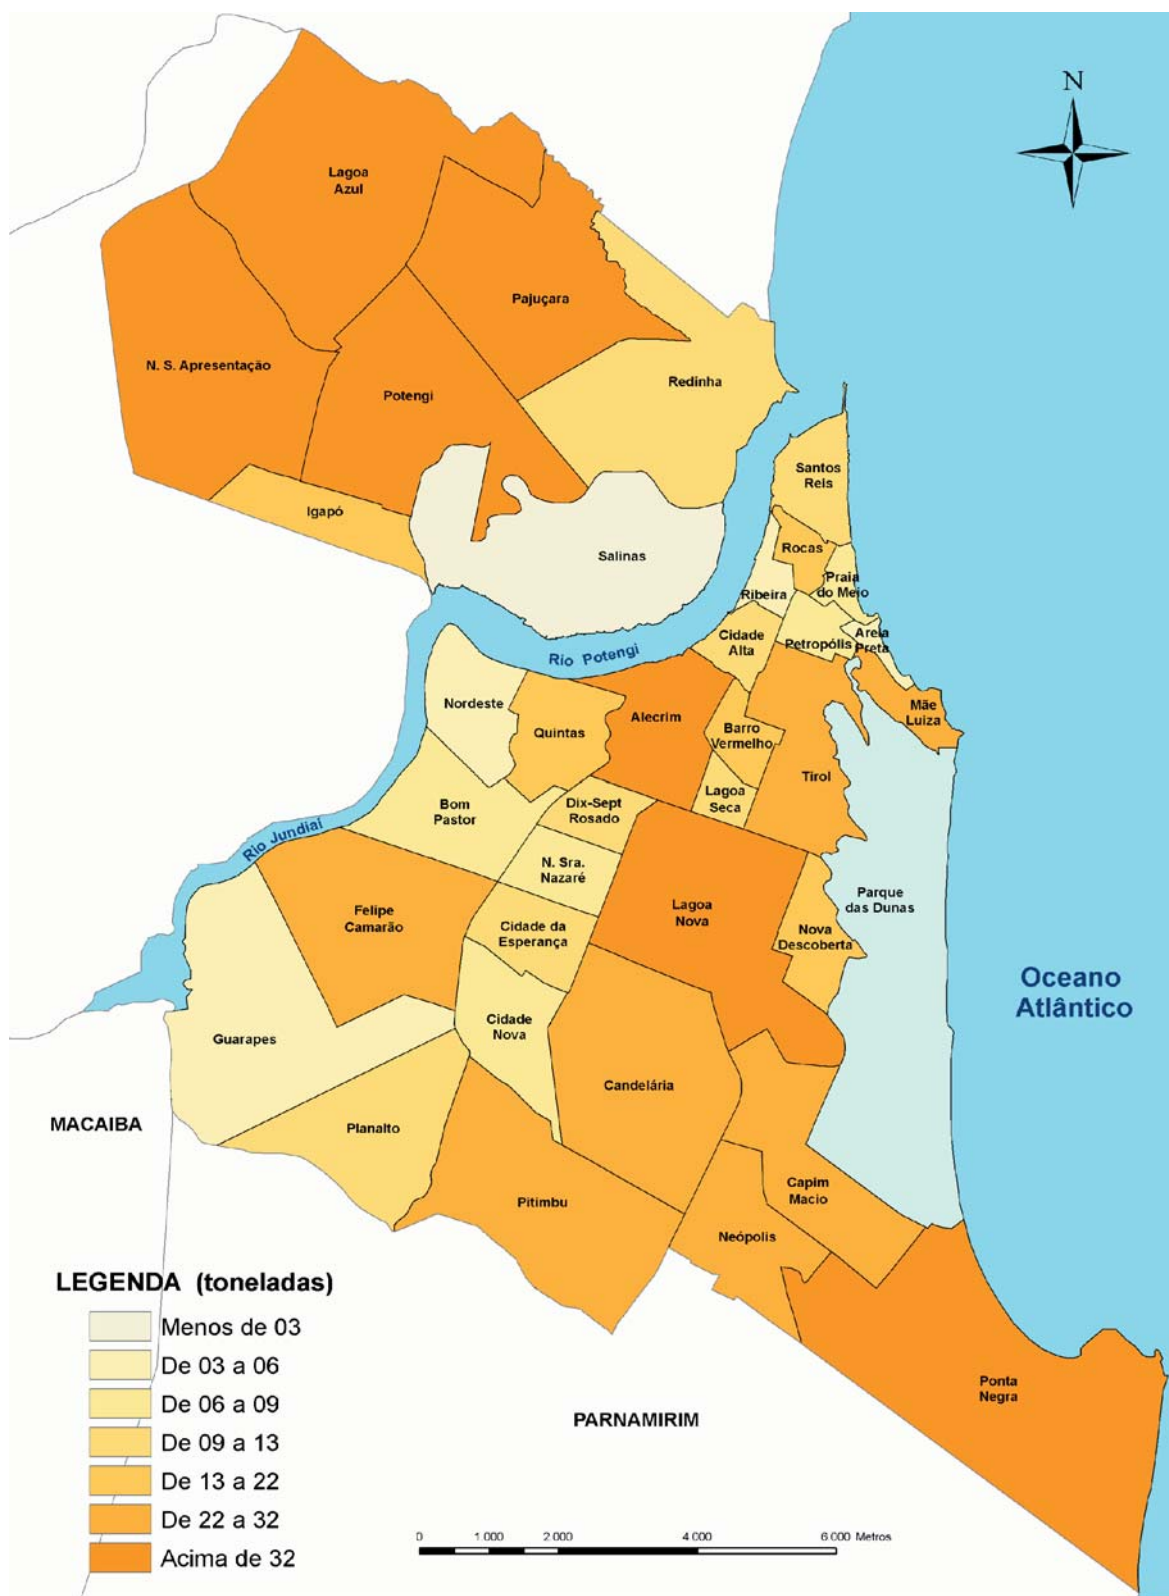 N
Lagoa
Azul
Pajuçara
N. S. Apresentação
Potengi
Redinha
Santos
Reis
Igapó
Rocas
Salinas
Praia
do Meio
Ribeira
Cidade
Alta
Petropólis
Areia
Preta
Rio Potengi
Nordeste
Mãe
Luiza
Alecrim
Quintas
Barro
Vermelho
Tirol
Lagoa
Seca
Bom
Pastor
Dix-Sept
Rosado
Rio Jundiaí
N. Sra.
Nazaré
Parque
das Dunas
Lagoa
Nova
Felipe
Camarão
Cidade da
Esperança
Nova
Descoberta
Oceano
Atlântico
Cidade
Nova
Guarapes
Candelária
MACAIBA
Planalto
Capim
Macio
Pitimbu
Neópolis
LEGENDA (toneladas)
Menos de 03
De 03 a 06
De 06 a 09
De 09 a 13
De 13 a 22
De 22 a 32
Acima de 32
Ponta
Negra
PARNAMIRIM
0 1 000 2 000 4 000 6 000 Metros